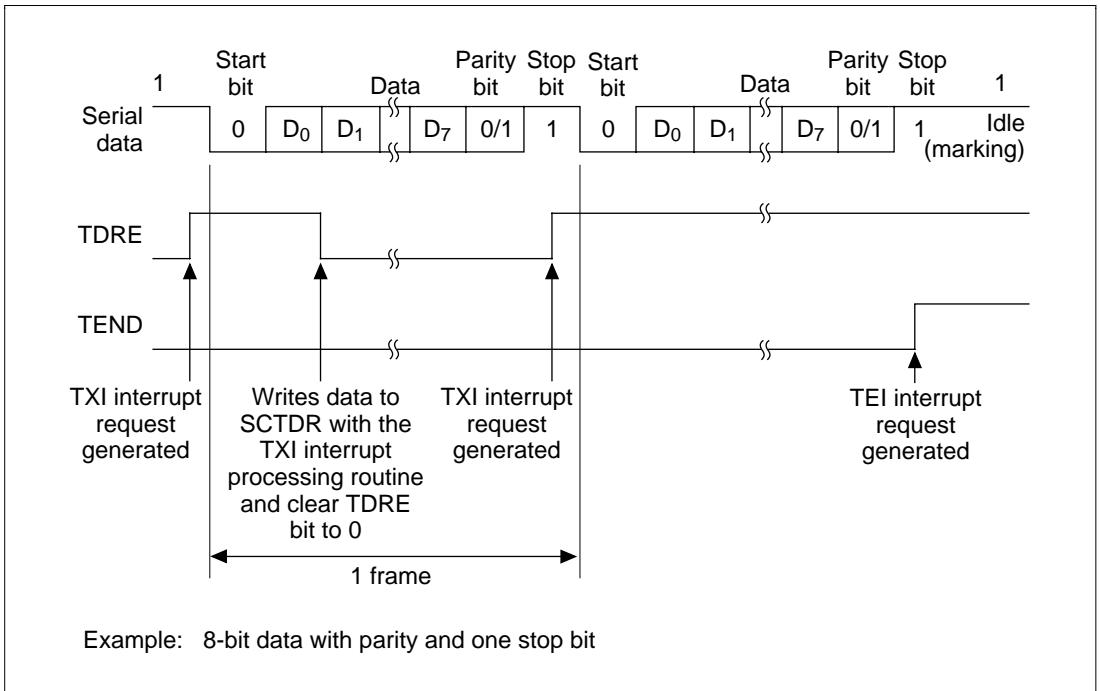 Start bit
Data
Parity bit
Stop bit
Start bit
Data
Parity bit
Stop bit
1
1
Serial data
0
D0
D1
D7
0/1
1
0
D0
D1
D7
0/1
1
Idle (marking)
TDRE
TEND
TXI interrupt
request
generated
Writes data to
SCTDR with the
TXI interrupt
processing routine
and clear TDRE
bit to 0
TXI interrupt
request
generated
TEI interrupt
request
generated
1 frame
Example: 8-bit data with parity and one stop bit